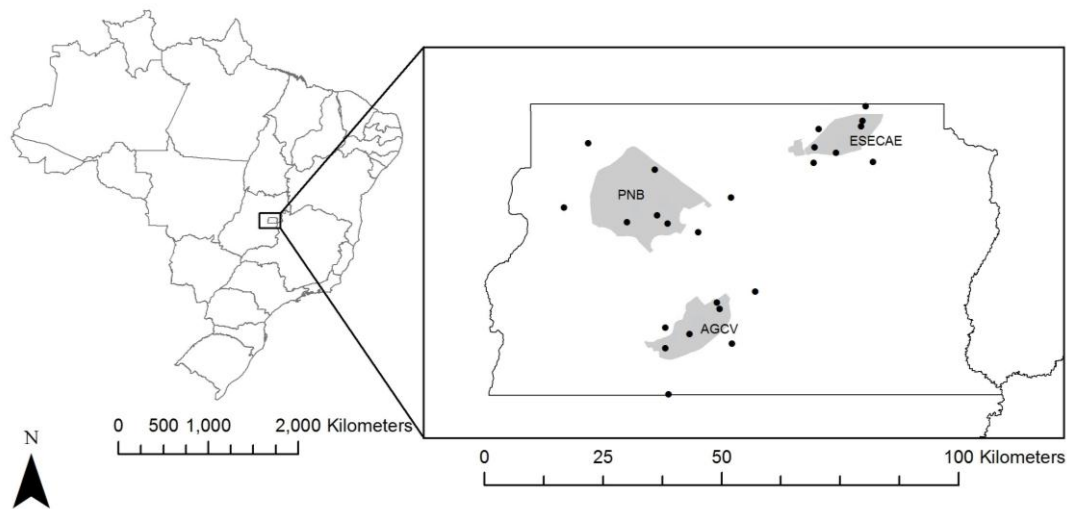 ESECAE
PNB
AGCV
0 500 1,000 2,000 Kilometers
N
0 25 50 100 Kilometers